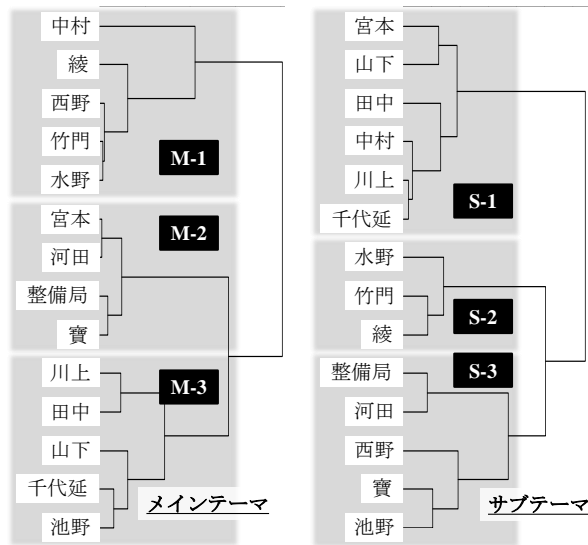 中村
綾
西野
竹門
水野
M-1
宮本
河田
整備局
寶
M-2
川上
田中
山下
千代延
池野
M-3
メインテーマ
宮本
山下
田中
中村
川上
千代延
S-1
水野
竹門
綾
S-2
整備局
河田
西野
寶
池野
S-3
サブテーマ